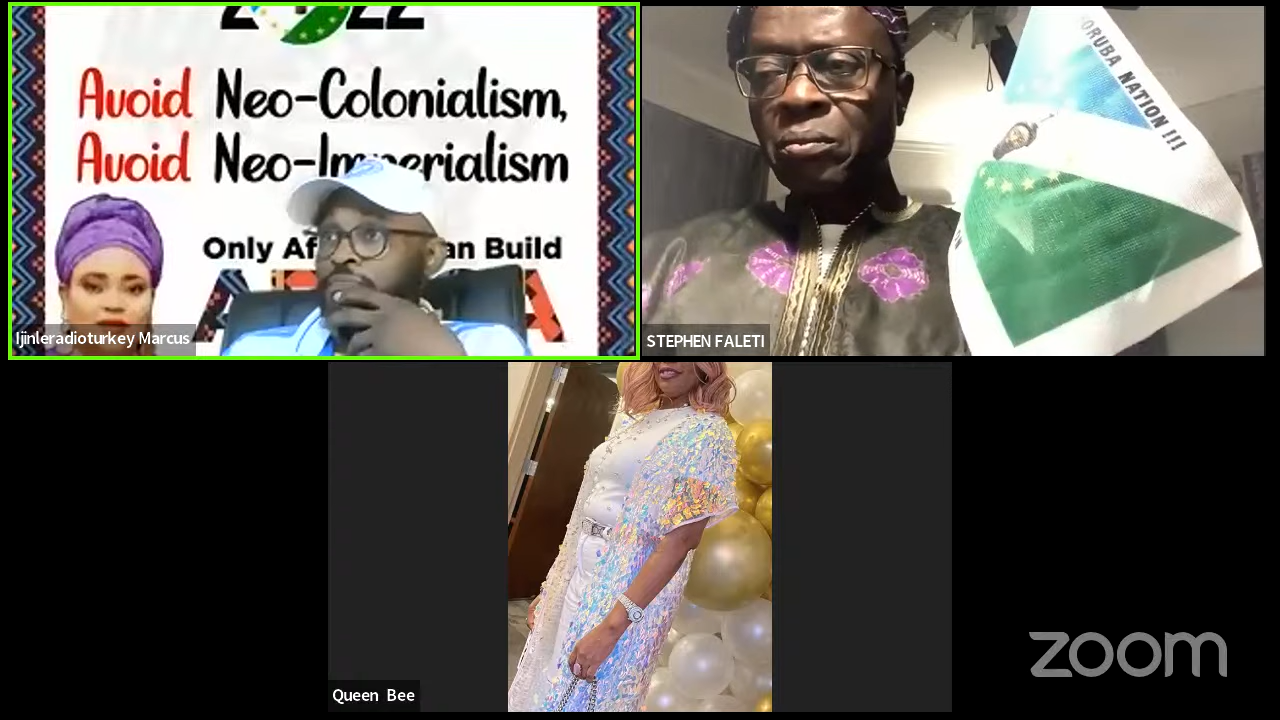 Avoid Neo-Colonialism,
Avoid Neo-Imperialism
Only Af an Build
Ijinleradioturkey Marcus
ORUBA NATION !!!
STEPHEN FALETI
Queen Bee
zoom